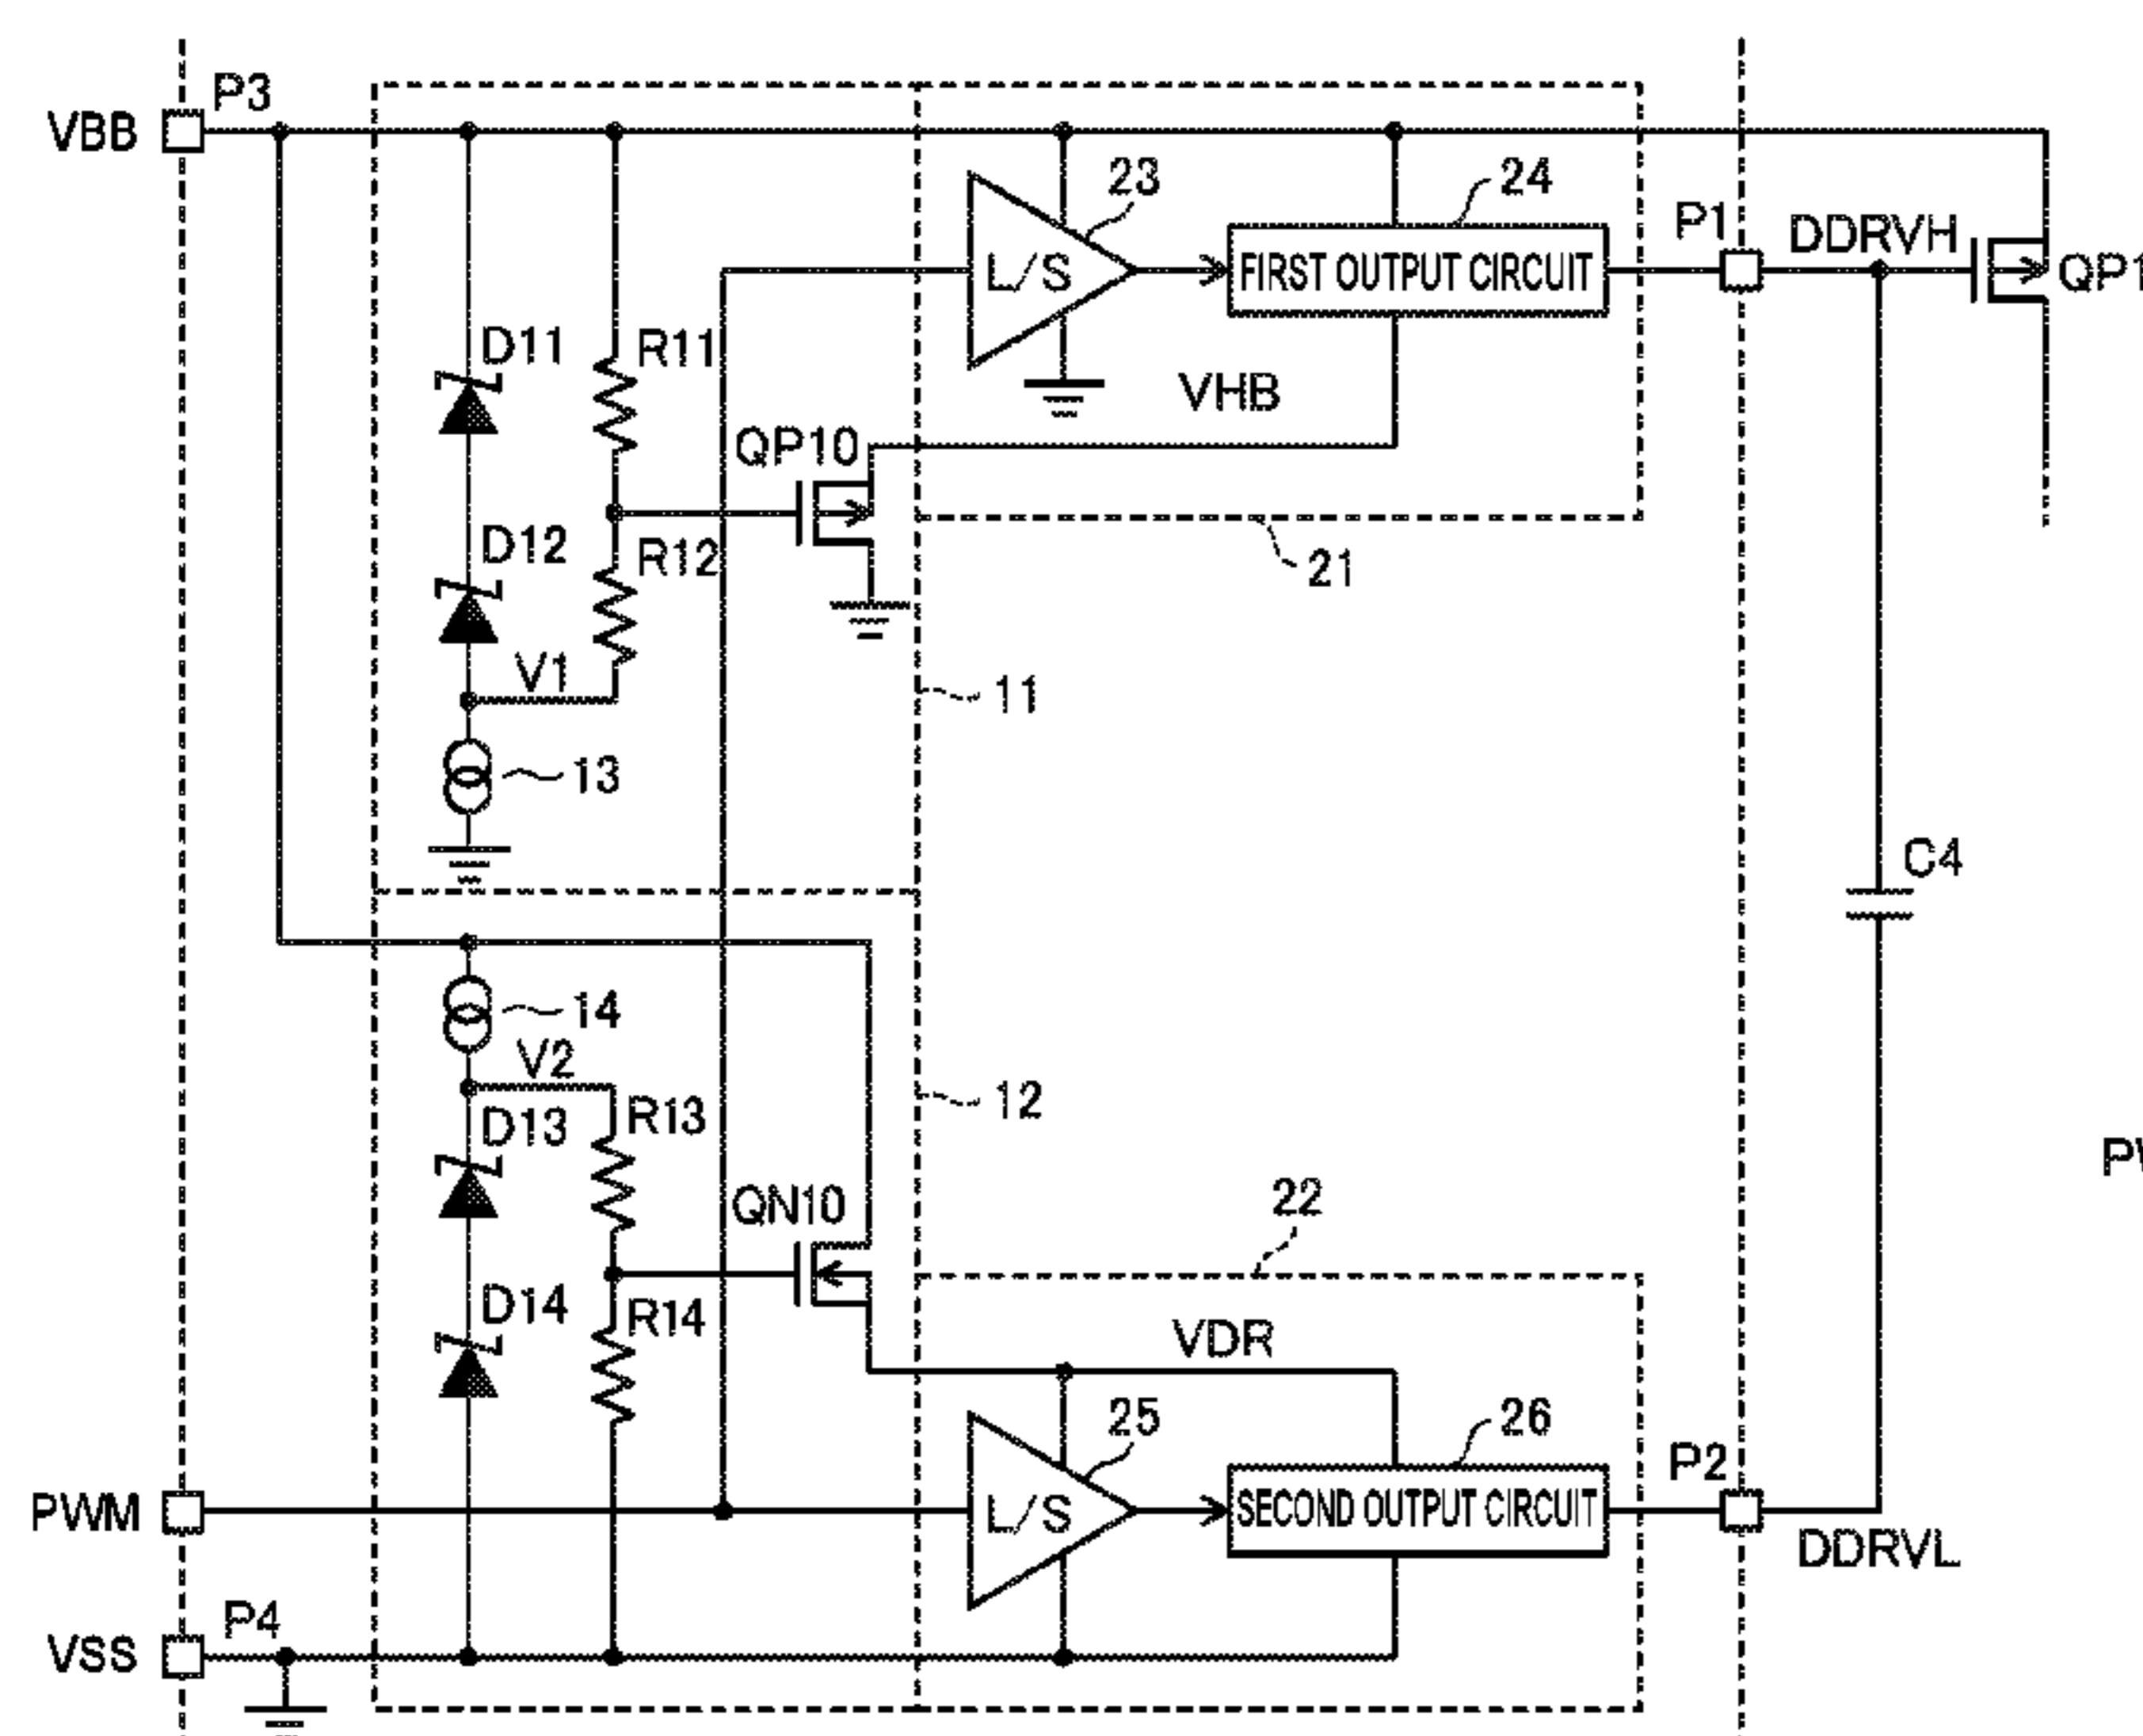 P3
VBB
23
24
P1
DDRVH
L/S
FIRST OUTPUT CIRCUIT
QP1
D11
R11
VHB
QP10
D12
R12
21
V1
11
13
C4
14
V2
12
D13
R13
PW
QN10
22
D14
R14
VDR
25
26
P2
PWM
L/S
SECOND OUTPUT CIRCUIT
DDRVL
P4
VSS